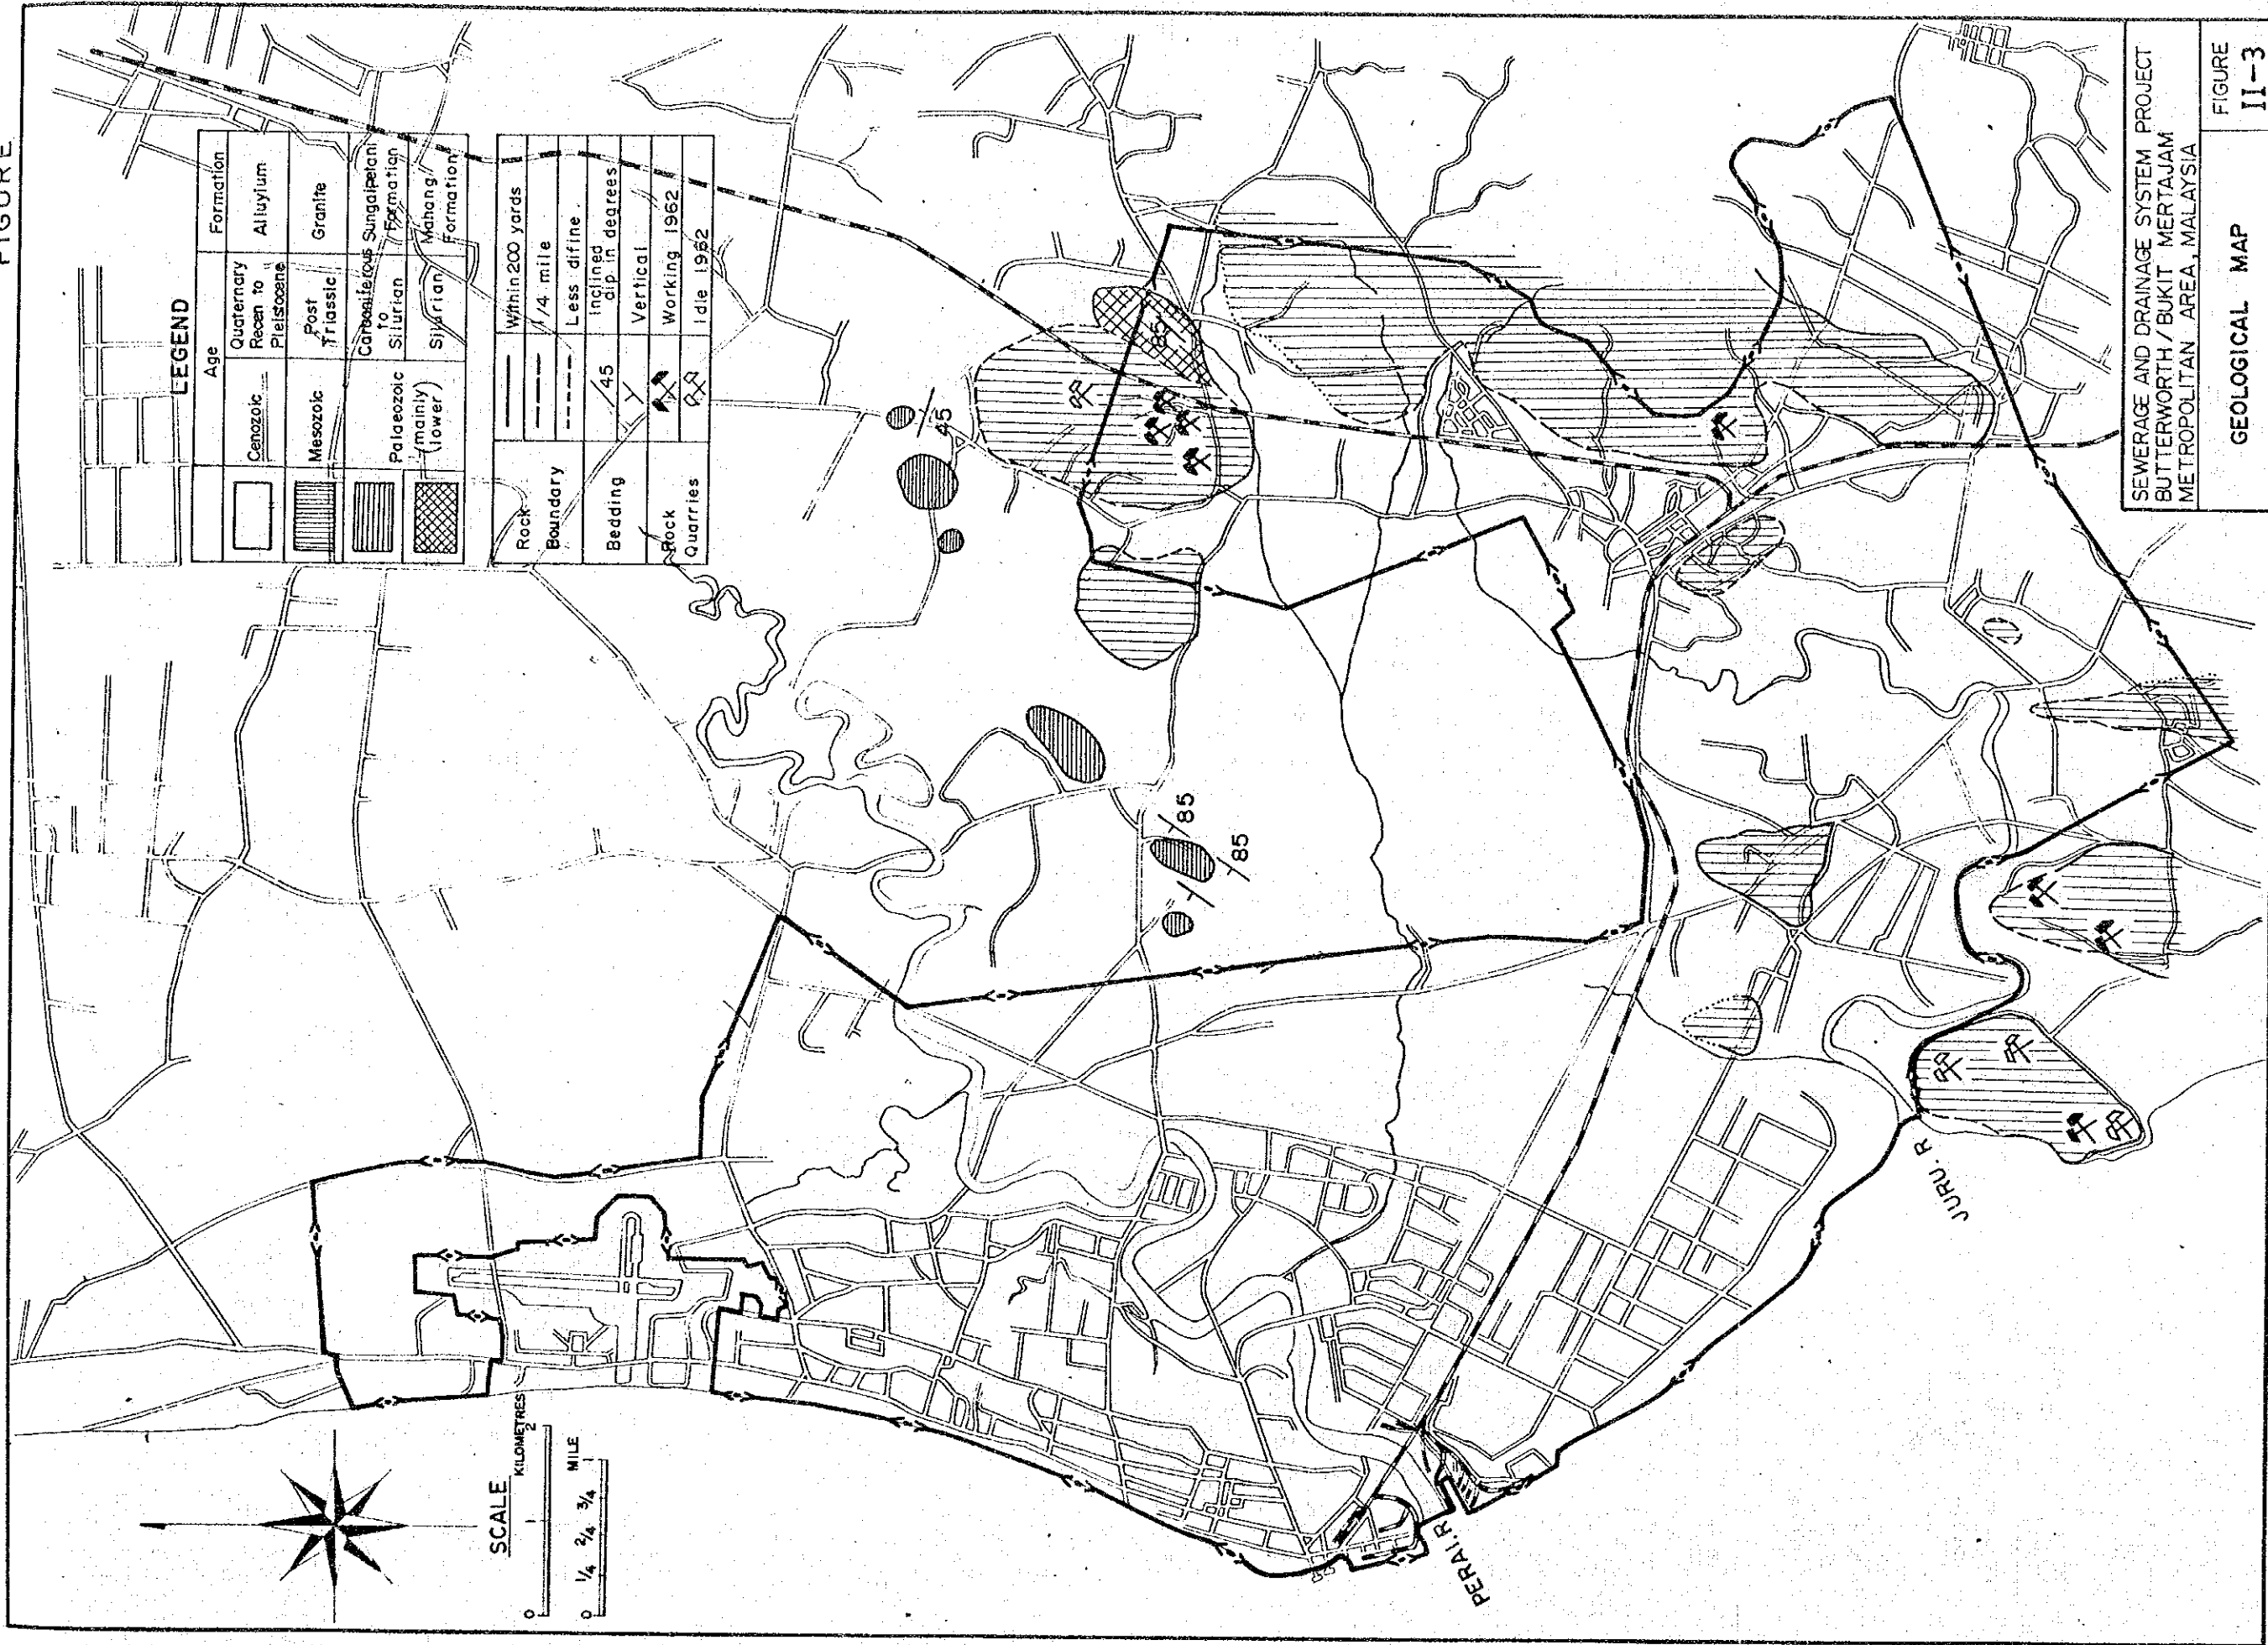 FIGURE
LEGEND
Age
Formation
Cenozoic
Quaternary
Recen to
Pleistocene
Alluyium
Mesozoic
Post
Triassic
Granite
Palaeozoic
(mainly)
(lower)
Carboniferous
to
Silurian
Sungaipetani
Formation
Silurian
Mahang
Formation
Rock
Boundary
Within 200 yards
1/4 mile
Less difine
Bedding
45
Inclined
dip in degrees
Vertical
Rock
Quarries
Working 1962
Idle 1962
SCALE
KILOMETRES
0 1 2
MILE
0 1/4 2/4 3/4 1
45
85
85
85
PERAI. R
JURU. R
SEWERAGE AND DRAINAGE SYSTEM PROJECT
BUTTERWORTH / BUKIT MERTAJAM
METROPOLITAN AREA, MALAYSIA
GEOLOGICAL MAP
FIGURE
II-3